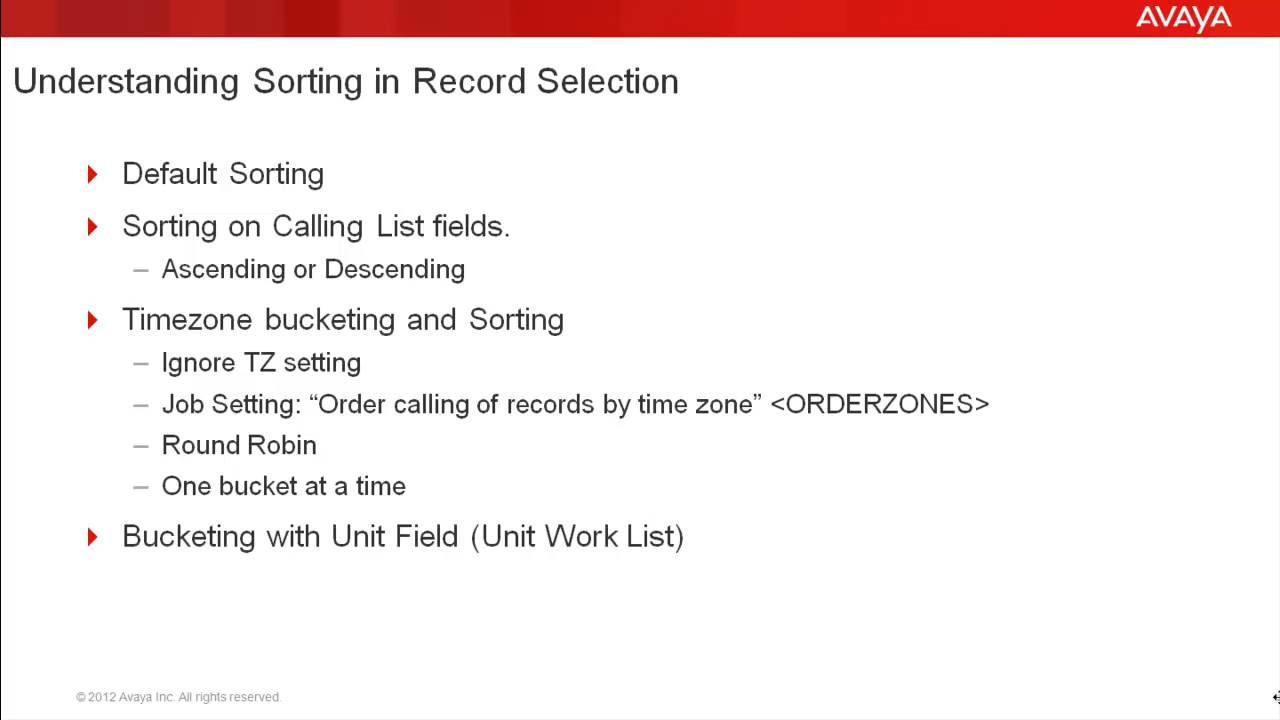 AVAYA
Understanding Sorting in Record Selection
Default Sorting
Sorting on Calling List fields.
– Ascending or Descending
Timezone bucketing and Sorting
– Ignore TZ setting
– Job Setting: “Order calling of records by time zone” <ORDERZONES>
– Round Robin
– One bucket at a time
Bucketing with Unit Field (Unit Work List)
© 2012 Avaya Inc. All rights reserved.